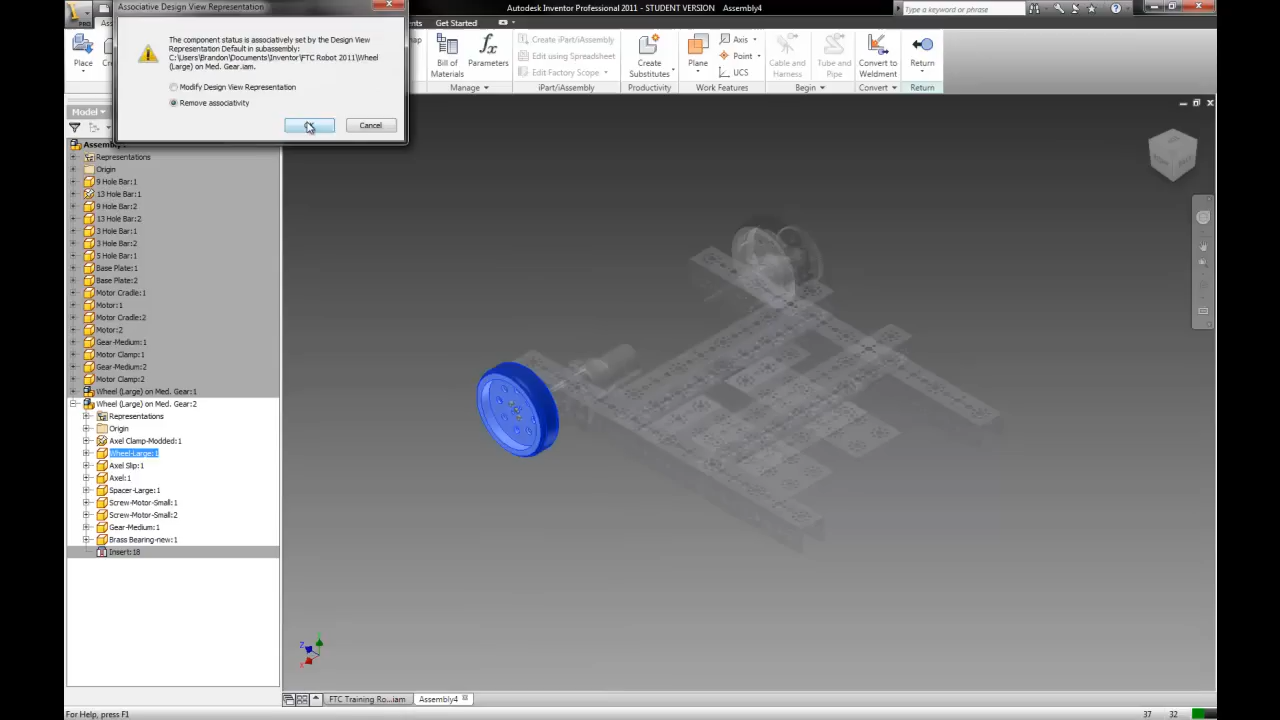 Associative Design View Representation
Autodesk Inventor Professional 2011 - STUDENT VERSION Assembly4
Type a keyword or phrase
PRO
Get Started
The component status is associatively set by the Design View
Representation Default in subassembly:
C:\Users\Brandon\Documents\Inventor\FTC Robot 2011\Wheel
(Large) on Med. Gear.iam.
Modify Design View Representation
Remove associativity
Cancel
Place
Bill of
Materials
Parameters
Manage
Create iPart/iAssembly
Edit using Spreadsheet
Edit Factory Scope
iPart/iAssembly
Create
Substitutes
Productivity
Plane
Axis
Point
UCS
Work Features
Cable and
Harness
Tube and
Pipe
Begin
Convert to
Weldment
Convert
Return
Return
Model
Representations
Origin
9 Hole Bar:1
13 Hole Bar:1
9 Hole Bar:2
13 Hole Bar:2
3 Hole Bar:1
3 Hole Bar:2
5 Hole Bar:1
Base Plate:1
Base Plate:2
Motor Cradle:1
Motor:1
Motor Cradle:2
Motor:2
Gear-Medium:1
Motor Clamp:1
Gear-Medium:2
Motor Clamp:2
Wheel (Large) on Med. Gear:1
Wheel (Large) on Med. Gear:2
Representations
Origin
Axel Clamp-Modded:1
Wheel-Large:1
Axel Slip:1
Axel:1
Spacer-Large:1
Screw-Motor-Small:1
Screw-Motor-Small:2
Gear-Medium:1
Brass Bearing-new:1
Insert:18
Z
X
FTC Training Ro...iam
Assembly4
For Help, press F1
37
32